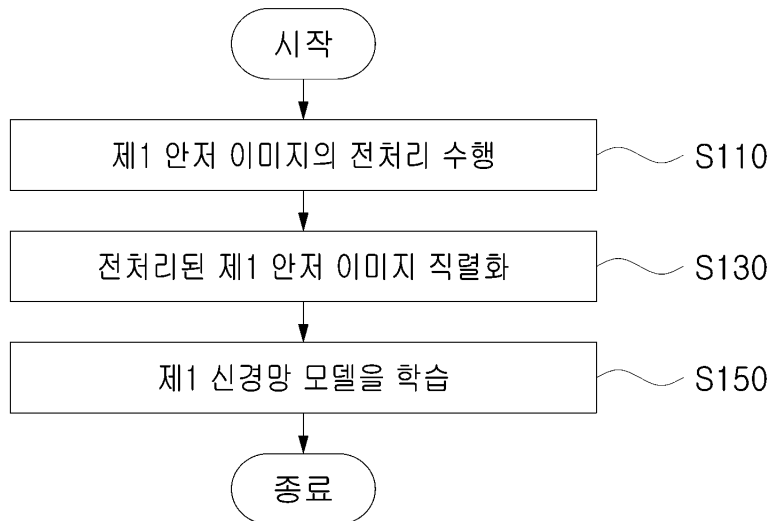 시작
제1 안저 이미지의 전처리 수행
S110
전처리된 제1 안저 이미지 직렬화
S130
제1 신경망 모델을 학습
S150
종료